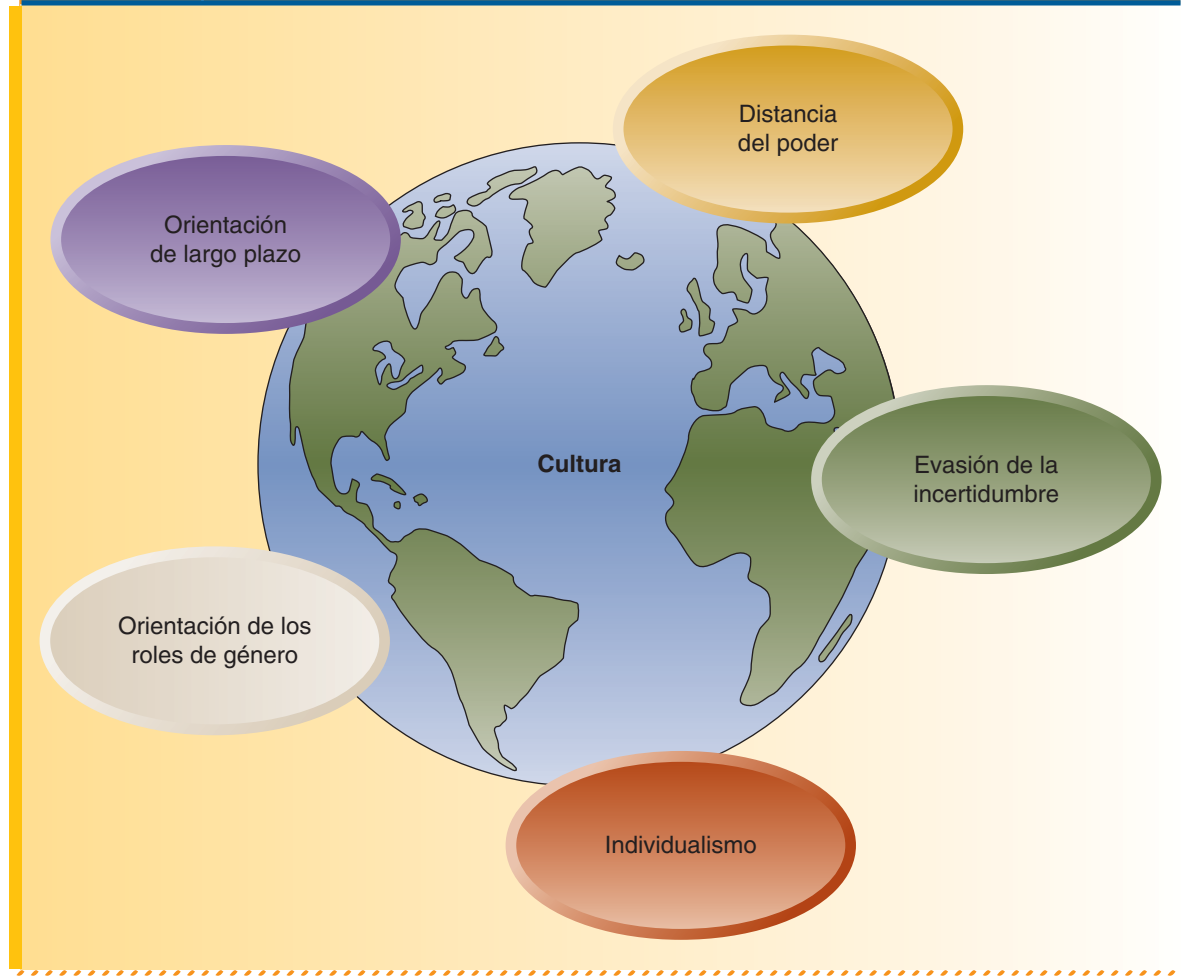 Distancia
del poder
Orientación
de largo plazo
Cultura
Evasión de la
incertidumbre
Orientación de los
roles de género
Individualismo